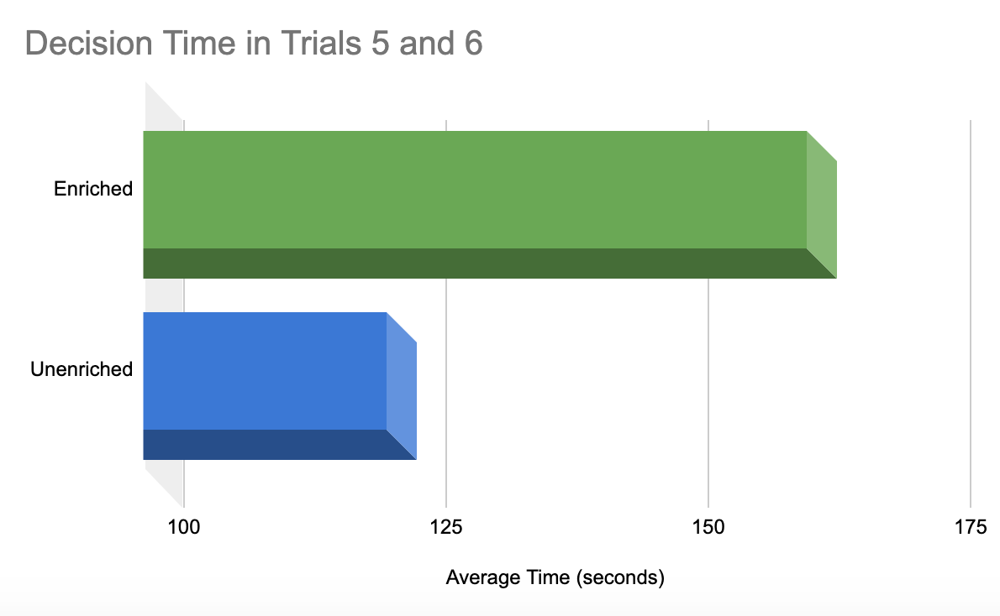 Decision Time in Trials 5 and 6
Enriched
Unenriched
100 125 150 175
Average Time (seconds)